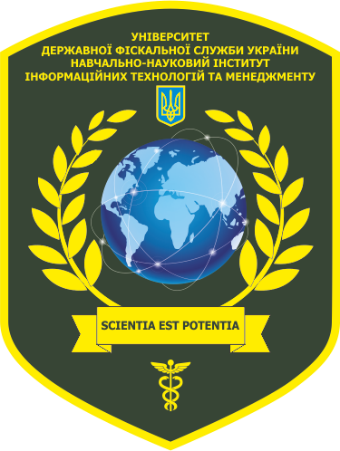 УНІВЕРСИТЕТ
ДЕРЖАВНОЇ ФІСКАЛЬНОЇ СЛУЖБИ УКРАЇНИ
НАВЧАЛЬНО-НАУКОВИЙ ІНСТИТУТ
ІНФОРМАЦІЙНИХ ТЕХНОЛОГІЙ ТА МЕНЕДЖМЕНТУ
SCIENTIA EST POTENTIA